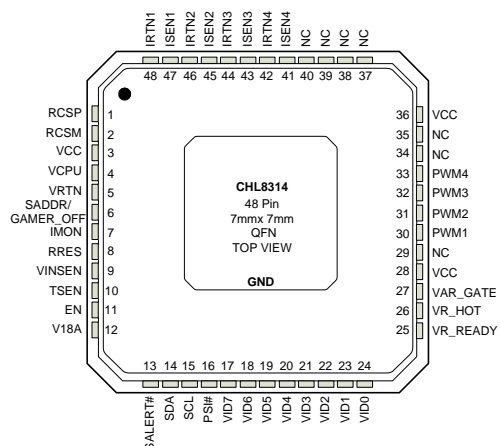 IRTN1
ISEN1
IRTN2
ISEN2
IRTN3
ISEN3
IRTN4
ISEN4
NC
NC
NC
NC
48 47 46 45 44 43 42 41 40 39 38 37
RCSP 1
RCSM 2
VCC 3
VCPU 4
VRTN 5
SADDR/
GAMER_OFF 6
IMON 7
RRES 8
VINSEN 9
TSEN 10
EN 11
V18A 12
CHL8314
48 Pin
7mmx 7mm
QFN
TOP VIEW
GND
36 VCC
35 NC
34 NC
33 PWM4
32 PWM3
31 PWM2
30 PWM1
29 NC
28 VCC
27 VAR_GATE
26 VR_HOT
25 VR_READY
13 14 15 16 17 18 19 20 21 22 23 24
SALERT#
SDA
SCL
PSI#
VID7
VID6
VID5
VID4
VID3
VID2
VID1
VID0